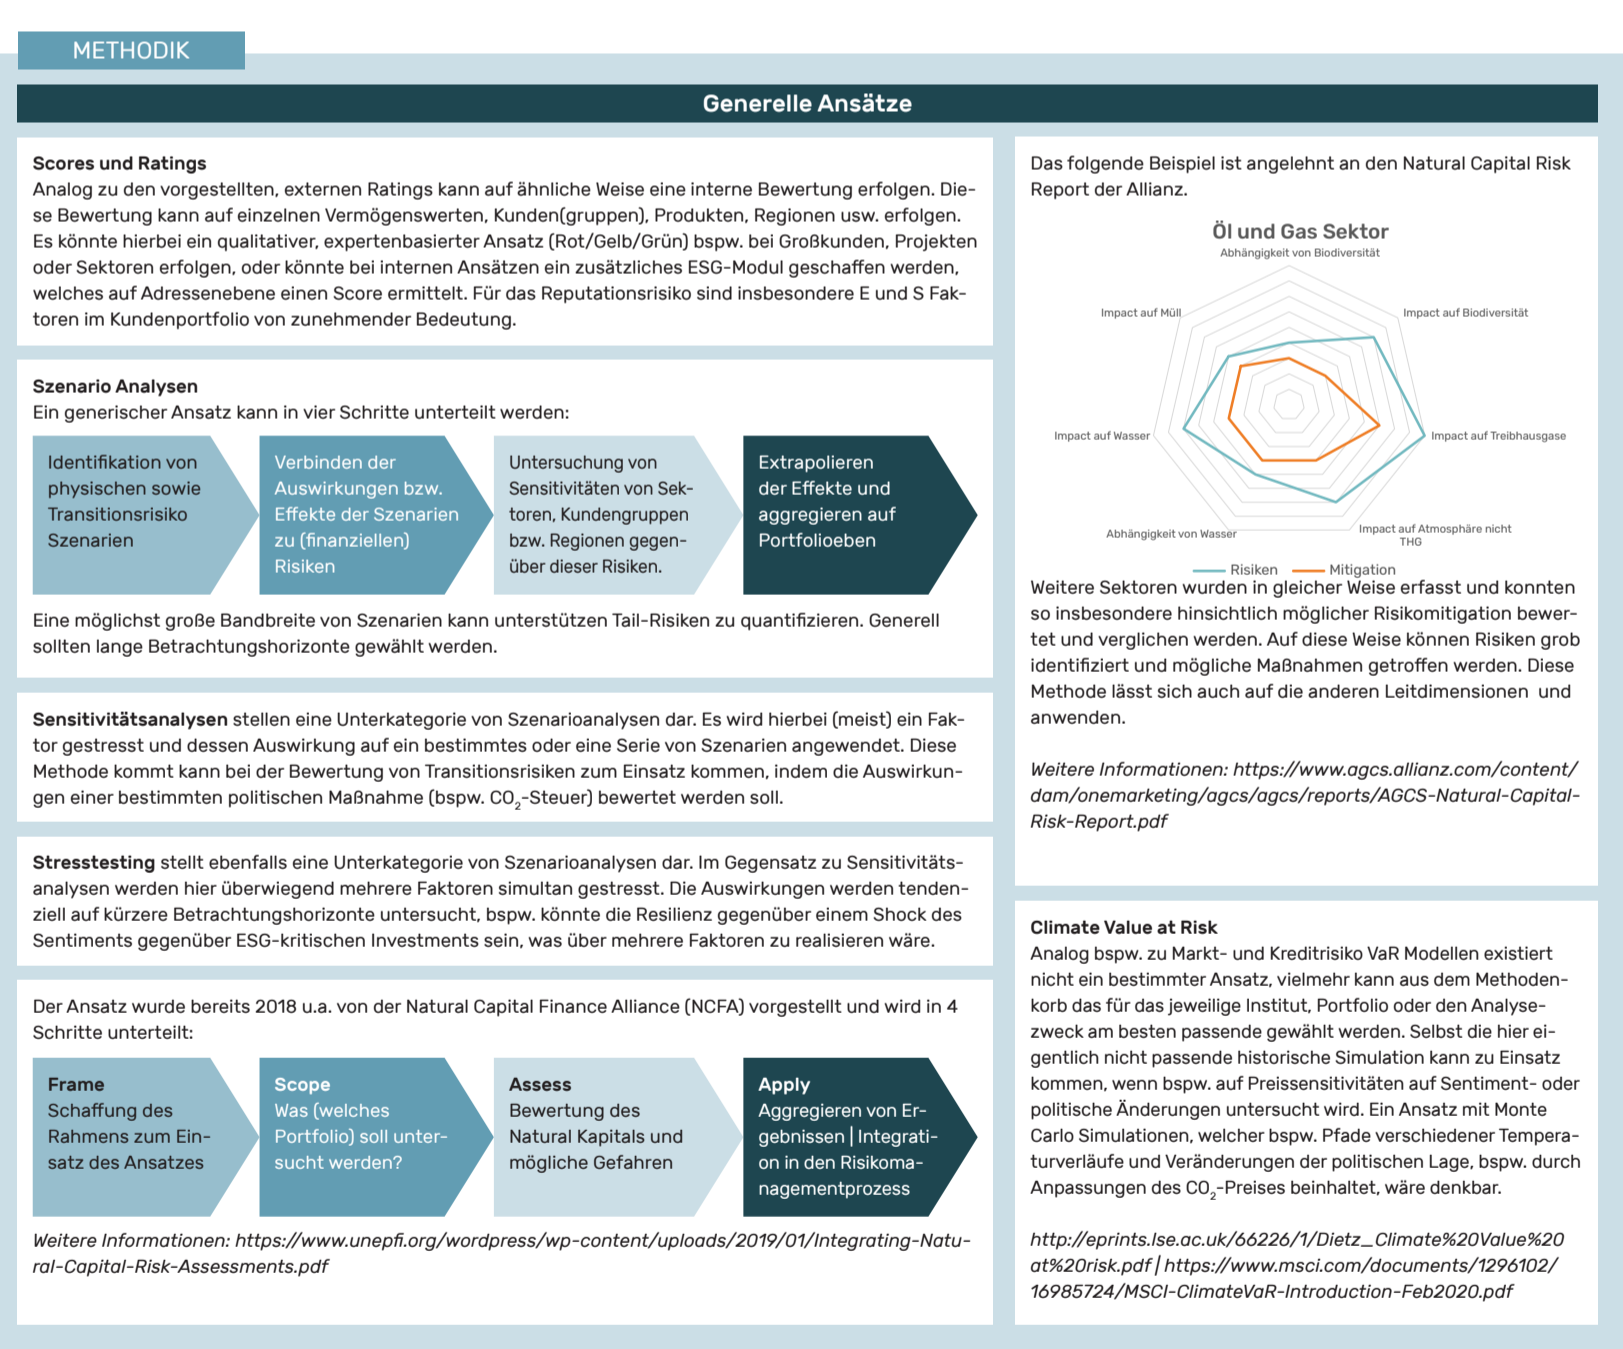 METHODIK
Generelle Ansätze
Scores und Ratings
Analog zu den vorgestellten, externen Ratings kann auf ähnliche Weise eine interne Bewertung erfolgen. Die-
se Bewertung kann auf einzelnen Vermögenswerten, Kunden(gruppen), Produkten, Regionen usw. erfolgen.
Es könnte hierbei ein qualitativer, expertenbasierter Ansatz (Rot/Gelb/Grün) bspw. bei Großkunden, Projekten
oder Sektoren erfolgen, oder könnte bei internen Ansätzen ein zusätzliches ESG-Modul geschaffen werden,
welches auf Adressenebene einen Score ermittelt. Für das Reputationsrisiko sind insbesondere E und S Fak-
toren im Kundenportfolio von zunehmender Bedeutung.
Szenario Analysen
Ein generischer Ansatz kann in vier Schritte unterteilt werden:
Identifikation von
physischen sowie
Transitionsrisiko
Szenarien
Verbinden der
Auswirkungen bzw.
Effekte der Szenarien
zu (finanziellen)
Risiken
Untersuchung von
Sensitivitäten von Sek-
toren, Kundengruppen
bzw. Regionen gegen-
über dieser Risiken.
Extrapolieren
der Effekte und
aggregieren auf
Portfolioeben
Eine möglichst große Bandbreite von Szenarien kann unterstützen Tail-Risiken zu quantifizieren. Generell
sollten lange Betrachtungshorizonte gewählt werden.
Sensitivitätsanalysen stellen eine Unterkategorie von Szenarioanalysen dar. Es wird hierbei (meist) ein Fak-
tor gestresst und dessen Auswirkung auf ein bestimmtes oder eine Serie von Szenarien angewendet. Diese
Methode kommt kann bei der Bewertung von Transitionsrisiken zum Einsatz kommen, indem die Auswirkun-
gen einer bestimmten politischen Maßnahme (bspw. CO₂-Steuer) bewertet werden soll.
Stresstesting stellt ebenfalls eine Unterkategorie von Szenarioanalysen dar. Im Gegensatz zu Sensitivitäts-
analysen werden hier überwiegend mehrere Faktoren simultan gestresst. Die Auswirkungen werden tenden-
ziell auf kürzere Betrachtungshorizonte untersucht, bspw. könnte die Resilienz gegenüber einem Shock des
Sentiments gegenüber ESG-kritischen Investments sein, was über mehrere Faktoren zu realisieren wäre.
Der Ansatz wurde bereits 2018 u.a. von der Natural Capital Finance Alliance (NCFA) vorgestellt und wird in 4
Schritte unterteilt:
Frame
Schaffung des
Rahmens zum Ein-
satz des Ansatzes
Scope
Was (welches
Portfolio) soll unter-
sucht werden?
Assess
Bewertung des
Natural Kapitals und
mögliche Gefahren
Apply
Aggregieren von Er-
gebnissen | Integrati-
on in den Risikoma-
nagementprozess
Weitere Informationen: https://www.unepfi.org/wordpress/wp-content/uploads/2019/01/Integrating-Natu-
ral-Capital-Risk-Assessments.pdf
Das folgende Beispiel ist angelehnt an den Natural Capital Risk
Report der Allianz.
Öl und Gas Sektor
Abhängigkeit von Biodiversität
Impact auf Müll
Impact auf Biodiversität
Impact auf Wasser
Impact auf Treibhausgase
Abhängigkeit von Wasser
Impact auf Atmosphäre nicht
THG
Risiken
Mitigation
Weitere Sektoren wurden in gleicher Weise erfasst und konnten
so insbesondere hinsichtlich möglicher Risikomitigation bewer-
tet und verglichen werden. Auf diese Weise können Risiken grob
identifiziert und mögliche Maßnahmen getroffen werden. Diese
Methode lässt sich auch auf die anderen Leitdimensionen und
anwenden.
Weitere Informationen: https://www.agcs.allianz.com/content/
dam/onemarketing/agcs/agcs/reports/AGCS-Natural-Capital-
Risk-Report.pdf
Climate Value at Risk
Analog bspw. zu Markt- und Kreditrisiko VaR Modellen existiert
nicht ein bestimmter Ansatz, vielmehr kann aus dem Methoden-
korb das für das jeweilige Institut, Portfolio oder den Analyse-
zweck am besten passende gewählt werden. Selbst die hier ei-
gentlich nicht passende historische Simulation kann zu Einsatz
kommen, wenn bspw. auf Preissensitivitäten auf Sentiment- oder
politische Änderungen untersucht wird. Ein Ansatz mit Monte
Carlo Simulationen, welcher bspw. Pfade verschiedener Tempera-
turverläufe und Veränderungen der politischen Lage, bspw. durch
Anpassungen des CO₂-Preises beinhaltet, wäre denkbar.
http://eprints.lse.ac.uk/66226/1/Dietz_Climate%20Value%20
at%20risk.pdf | https://www.msci.com/documents/1296102/
16985724/MSCI-ClimateVaR-Introduction-Feb2020.pdf